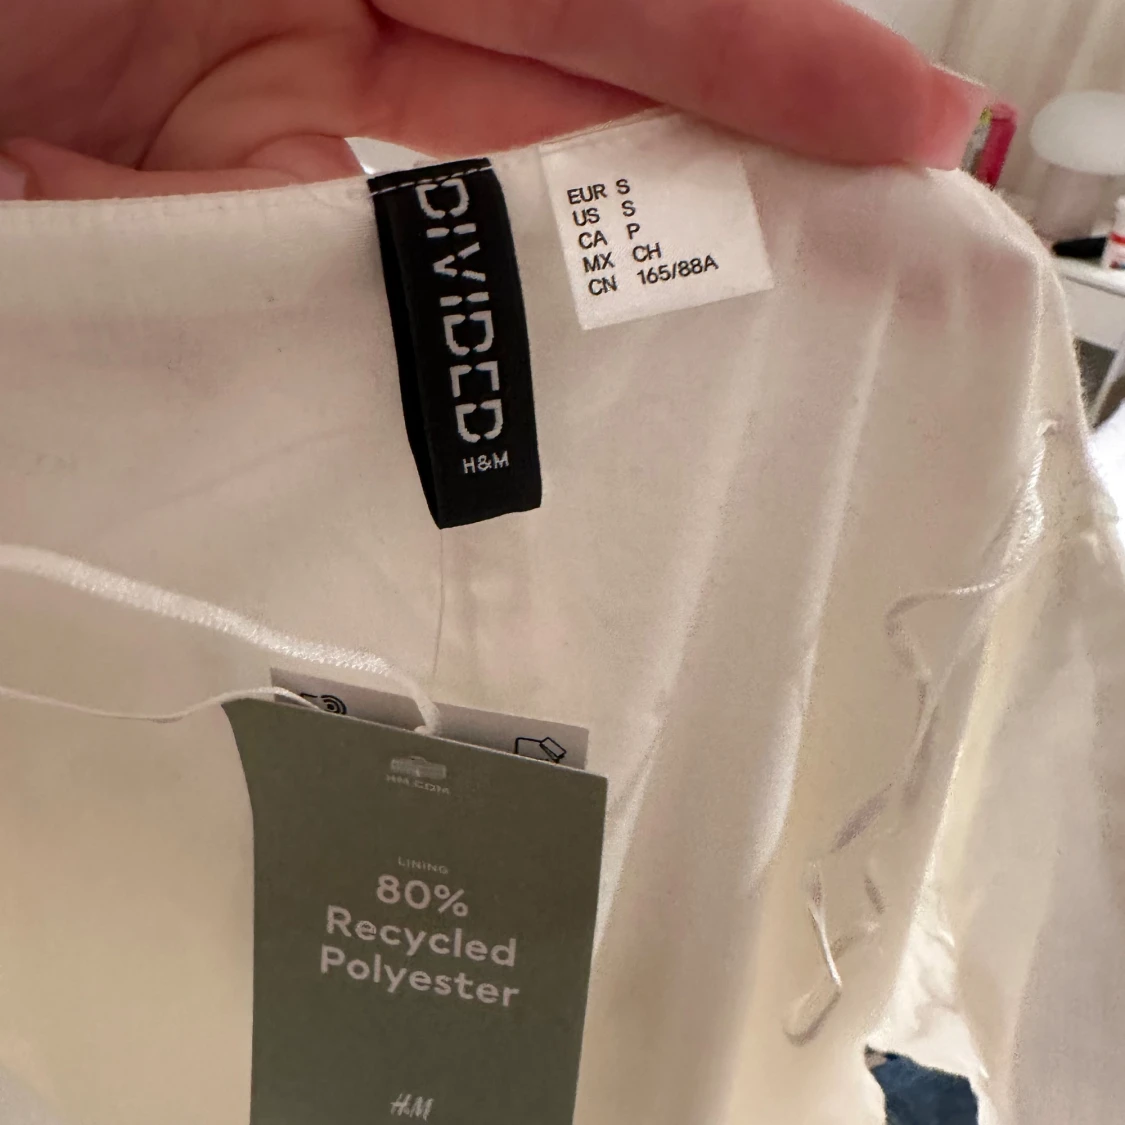 DIVIDED
H&M
EUR S
US S
CA P
MX CH
CN 165/88A
HM.COM
LINING
80%
Recycled
Polyester
H&M